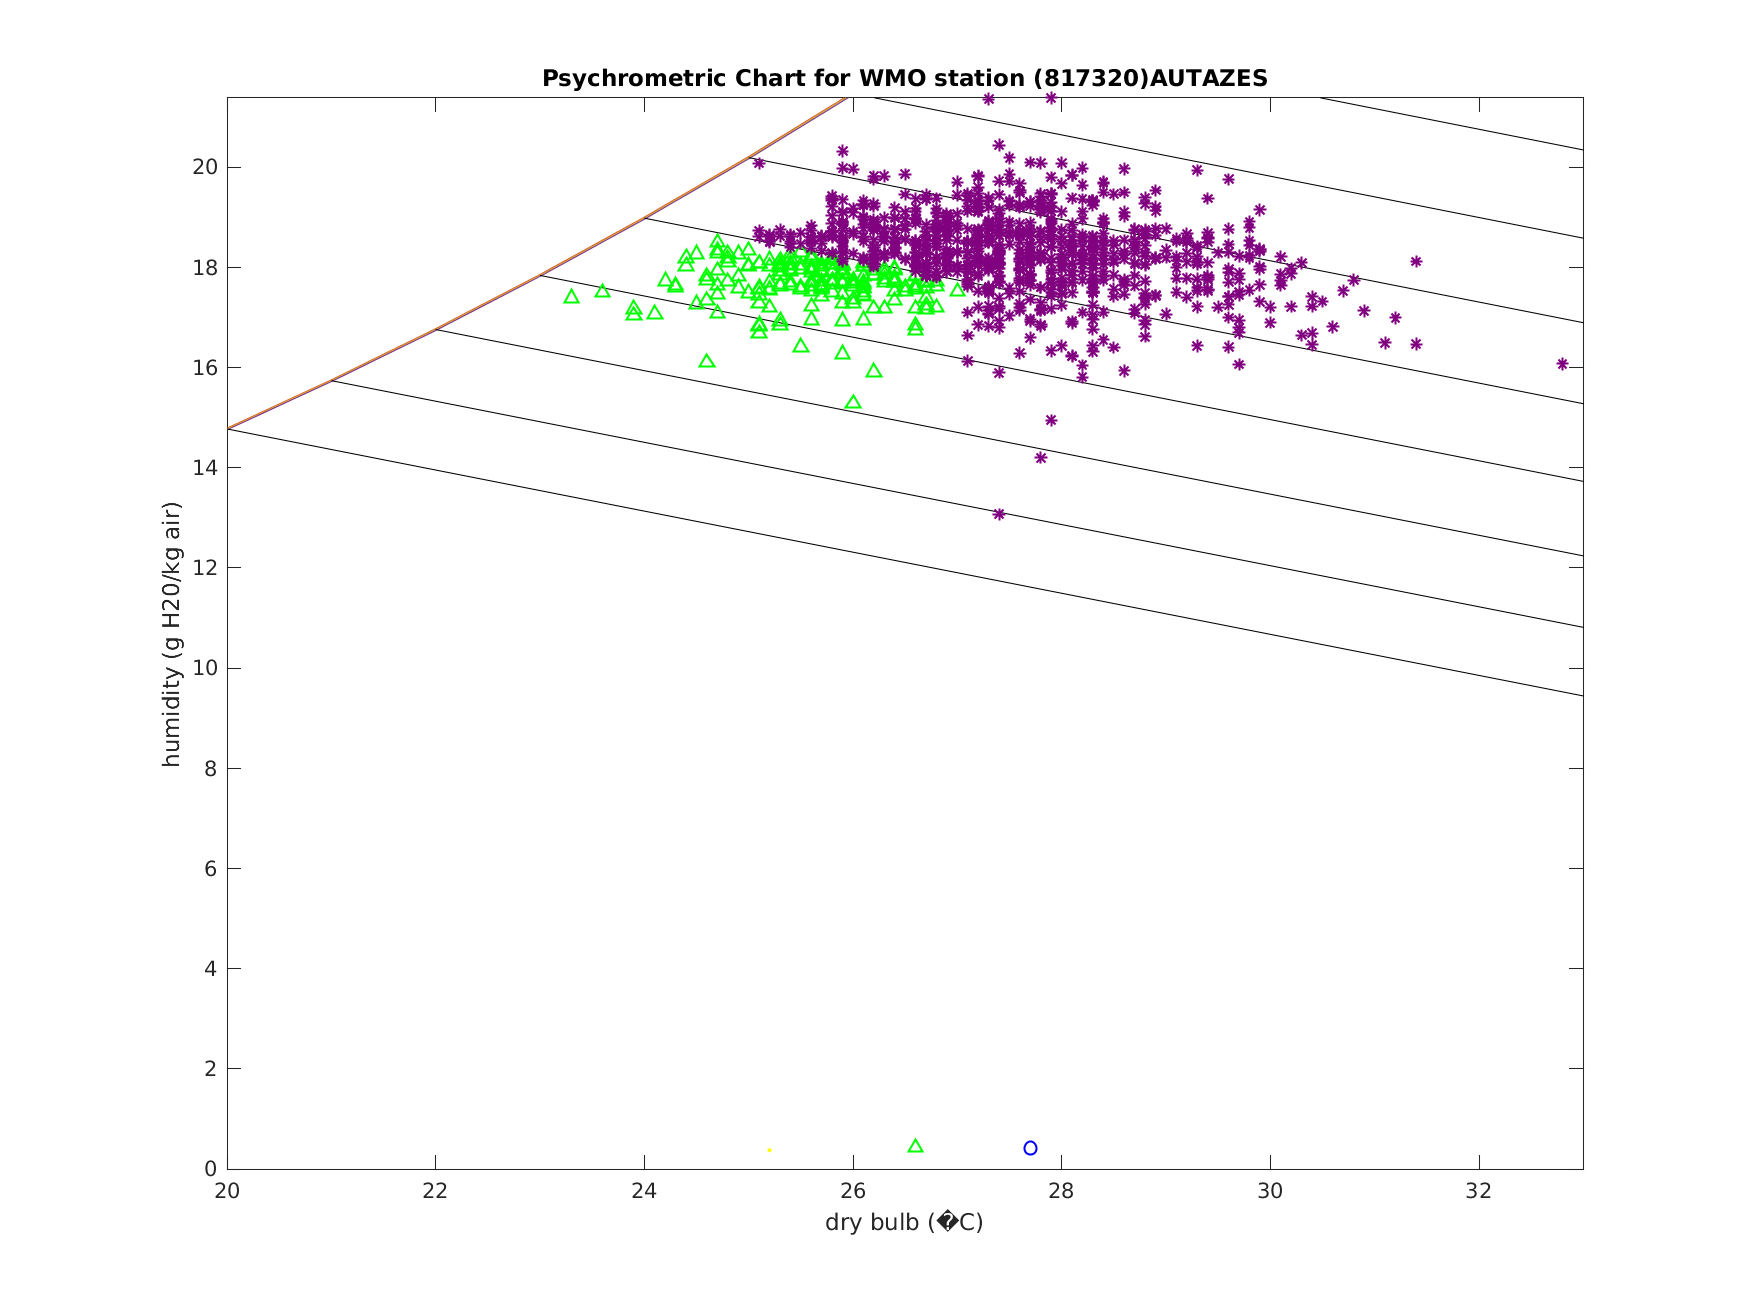 Psychrometric Chart for WMO station (817320)AUTAZES
humidity (g H20/kg air)
20
18
16
14
12
10
8
6
4
2
0
20 22 24 26 28 30 32
dry bulb (�C)